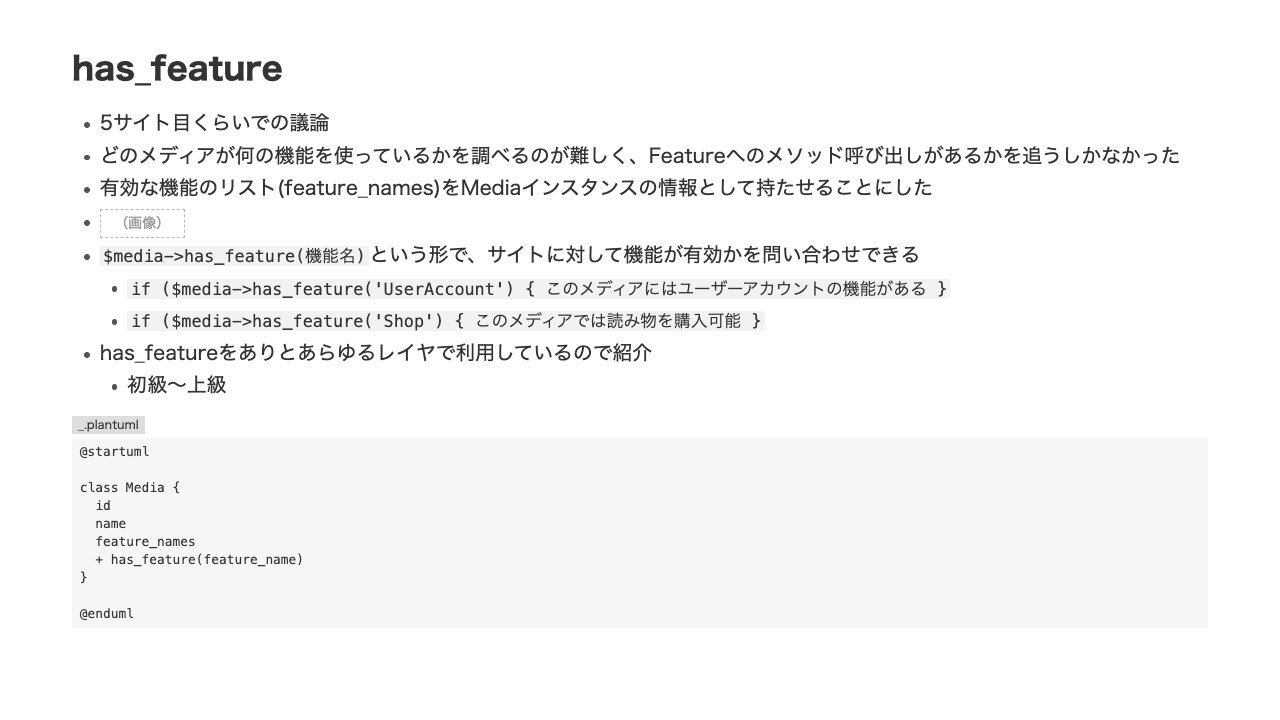 has_feature
5サイト目くらいでの議論
どのメディアが何の機能を使っているかを調べるのが難しく、Featureへのメソッド呼び出しがあるかを追うしかなかった
有効な機能のリスト(feature_names)をMediaインスタンスの情報として持たせることにした
（画像）
$media->has_feature(機能名)という形で、サイトに対して機能が有効かを問い合わせできる
if ($media->has_feature('UserAccount') { このメディアにはユーザーアカウントの機能がある }
if ($media->has_feature('Shop') { このメディアでは読み物を購入可能 }
has_featureをありとあらゆるレイヤで利用しているので紹介
初級〜上級
_.plantuml
@startuml
class Media {
id
name
feature_names
+ has_feature(feature_name)
}
@enduml